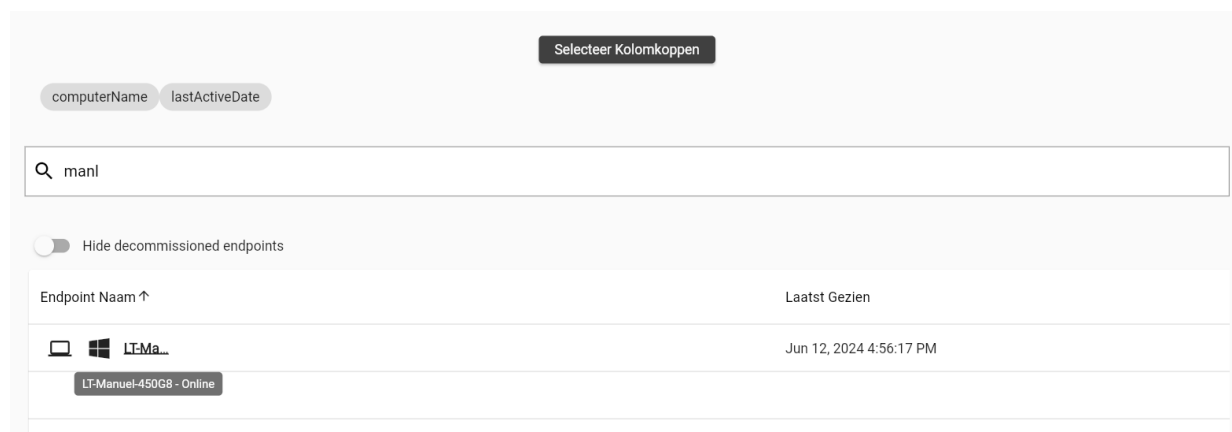 Selecteer Kolomkoppen
computerName lastActiveDate
manl
Hide decommissioned endpoints
Endpoint Naam↑ Laatst Gezien
LT-Ma... Jun 12, 2024 4:56:17 PM
LT-Manuel-450G8 - Online